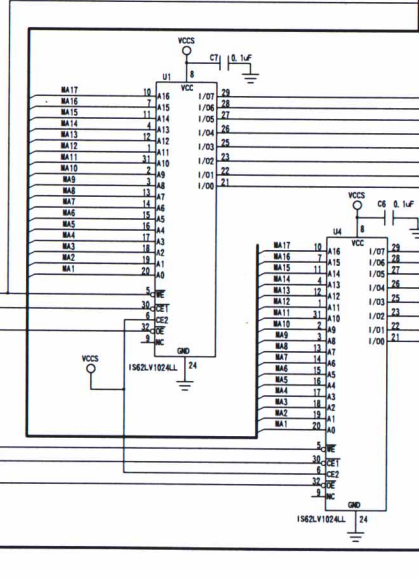 VCCS
C7 0.1uF
U1 8
VCC
MA17 10 A16 I/O7 29
MA16 7 A15 I/O6 28
MA15 11 A14 I/O5 27
MA14 4 A13 I/O4 26
MA13 12 A12 I/O3 25
MA12 1 A11 I/O2 23
MA11 31 A10 I/O1 22
MA10 2 A9 I/O0 21
MA9 3 A8
MA8 13 A7
MA7 14 A6
MA6 15 A5
MA5 16 A4
MA4 17 A3
MA3 18 A2
MA2 19 A1
MA1 20 A0
5 WE
30 CE1
6 CE2
32 OE
9 NC
GND
24
IS62LV1024LL
VCCS
VCCS
C6 0.1uF
U4 8
VCC
MA17 10 A16 I/O7 29
MA16 7 A15 I/O6 28
MA15 11 A14 I/O5 27
MA14 4 A13 I/O4 26
MA13 12 A12 I/O3 25
MA12 1 A11 I/O2 23
MA11 31 A10 I/O1 22
MA10 2 A9 I/O0 21
MA9 3 A8
MA8 13 A7
MA7 14 A6
MA6 15 A5
MA5 16 A4
MA4 17 A3
MA3 18 A2
MA2 19 A1
MA1 20 A0
5 WE
30 CE1
6 CE2
32 OE
9 NC
GND
IS62LV1024LL 24